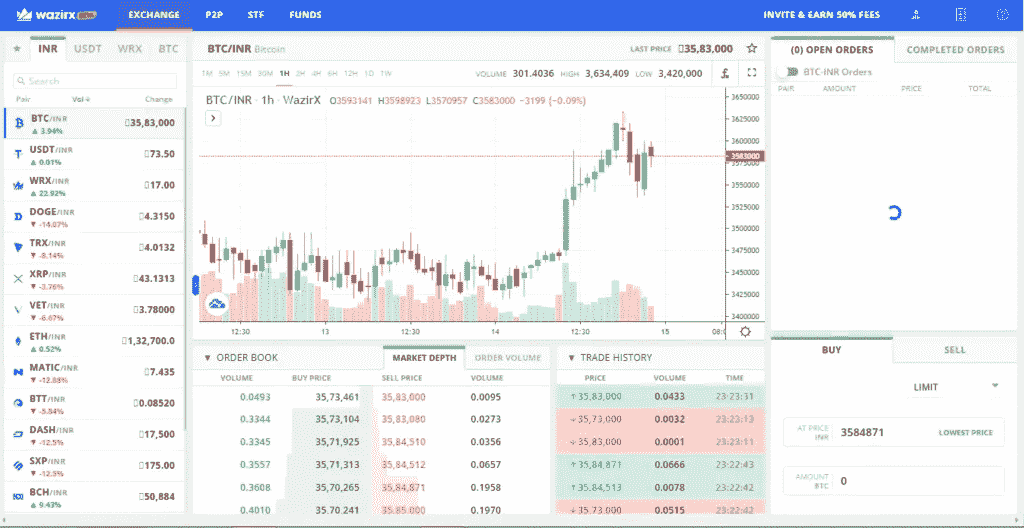 wazirx EXCHANGE P2P STF FUNDS INVITE & EARN 50% FEES
INR USDT WRX BTC
Search
Pair Vol Change
BTC/INR 35,83,000
▲ 3.94%
USDT/INR 73.50
▲ 0.01%
WRX/INR 17.00
▲ 22.92%
DOGE/INR 4.3150
▼ -14.07%
TRX/INR 4.0132
▼ -5.14%
XRP/INR 43.1313
▼ -3.76%
VET/INR 3.78000
▼ -6.67%
ETH/INR 1,32,700.0
▲ 0.52%
MATIC/INR 7.435
▼ -12.88%
BTT/INR 0.08520
▼ -5.54%
DASH/INR 17,500
▼ -12.5%
SXP/INR 175.00
▼ -12.5%
BCH/INR 50,884
▲ 9.43%
BTC/INR Bitcoin LAST PRICE 35,83,000
1M 5M 15M 30M 1H 2H 4H 6H 12H 1D 1W VOLUME 301.4036 HIGH 3,634,409 LOW 3,420,000
BTC/INR · 1h · WazirX O3593141 H3598923 L3570957 C3583000 -3199 (-0.09%)
3650000
3625000
3600000
3583000
3575000
3550000
3525000
3500000
3475000
3450000
3425000
3400000
12:30 13 12:30 14 12:30 15
▼ ORDER BOOK MARKET DEPTH ORDER VOLUME
VOLUME BUY PRICE SELL PRICE VOLUME
0.0493 35,73,461 35,83,000 0.0095
0.3344 35,73,104 35,83,080 0.0273
0.3345 35,71,925 35,84,510 0.0356
0.3557 35,71,313 35,84,512 0.0657
0.3608 35,70,265 35,84,871 0.1958
0.4010 35,70,241 35,85,000 0.1970
▼ TRADE HISTORY
PRICE VOLUME TIME
↑ 35,83,000 0.0433 23:23:31
↓ 35,73,000 0.0032 23:23:13
↓ 35,83,000 0.0001 23:23:11
↑ 35,84,871 0.0666 23:22:43
↑ 35,84,513 0.0078 23:22:42
↓ 35,73,000 0.0515 23:22:42
(0) OPEN ORDERS COMPLETED ORDERS
BTC-INR Orders
PAIR AMOUNT PRICE TOTAL
BUY SELL
LIMIT
AT PRICE INR 3584871 LOWEST PRICE
AMOUNT BTC 0